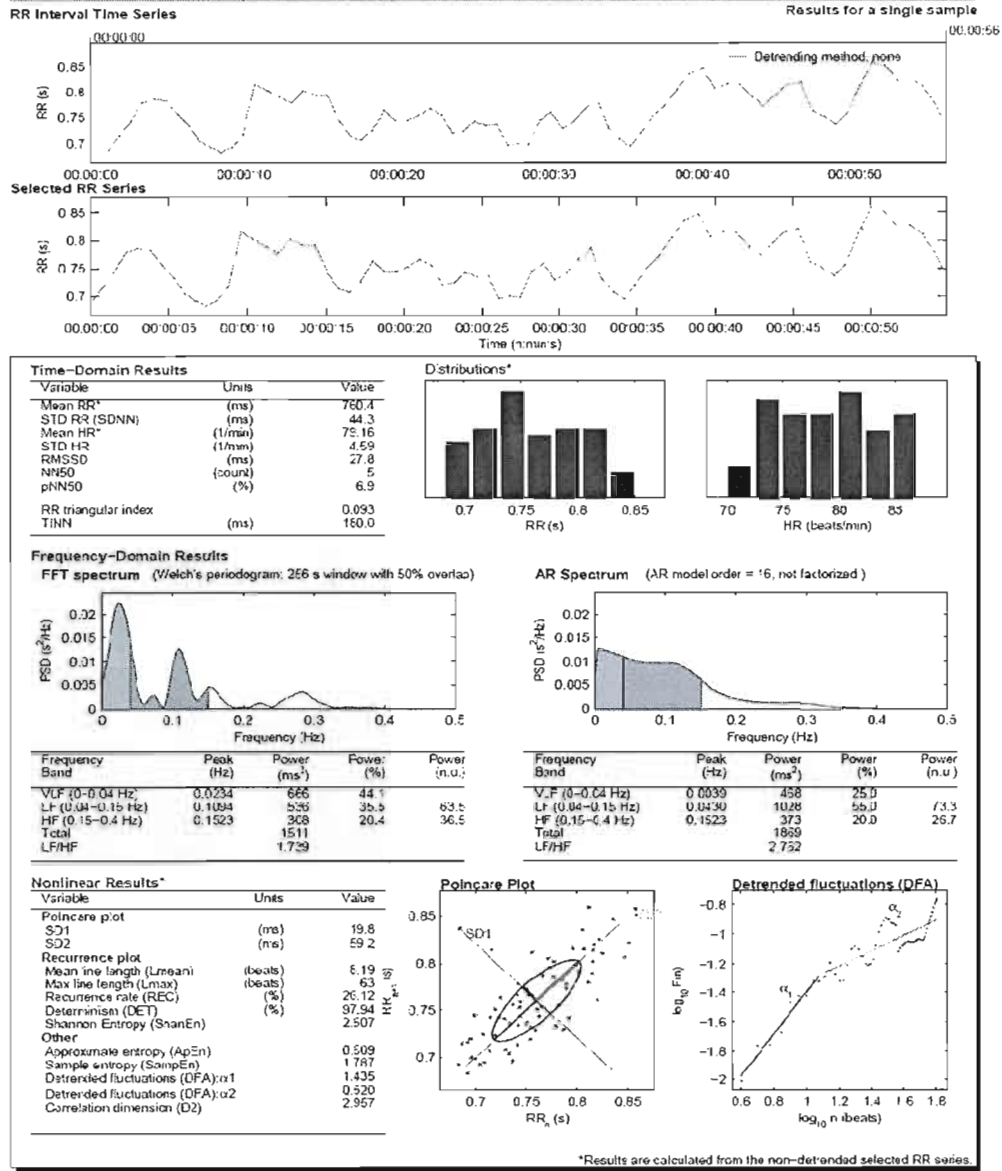 RR Interval Time Series
Results for a single sample
00:00:00
00:00:56
Detrending method: none
RR (s)
0.85
0.8
0.75
0.7
00:00:00 00:00:10 00:00:20 00:00:30 00:00:40 00:00:50
Selected RR Series
RR (s)
0.85
0.8
0.75
0.7
00:00:00 00:00:05 00:00:10 00:00:15 00:00:20 00:00:25 00:00:30 00:00:35 00:00:40 00:00:45 00:00:50
Time (h:min:s)
Time-Domain Results
Variable Units Value
Mean RR* (ms) 760.4
STD RR (SDNN) (ms) 44.3
Mean HR* (1/min) 79.16
STD HR (1/min) 4.59
RMSSD (ms) 27.8
NN50 (count) 5
pNN50 (%) 6.9
RR triangular index 0.093
TINN (ms) 180.0
Distributions*
0.7 0.75 0.8 0.85
RR (s)
70 75 80 85
HR (beats/min)
Frequency-Domain Results
FFT spectrum (Welch's periodogram: 256 s window with 50% overlap)
PSD (s²/Hz)
0.02
0.015
0.01
0.005
0
0 0.1 0.2 0.3 0.4 0.5
Frequency (Hz)
AR Spectrum (AR model order = 16, not factorized )
PSD (s²/Hz)
0.02
0.015
0.01
0.005
0
0 0.1 0.2 0.3 0.4 0.5
Frequency (Hz)
Frequency Band Peak (Hz) Power (ms²) Power (%) Power (n.u.)
VLF (0-0.04 Hz) 0.0234 666 44.1
LF (0.04-0.15 Hz) 0.1094 536 35.5 63.5
HF (0.15-0.4 Hz) 0.1523 308 20.4 36.5
Total 1511
LF/HF 1.739
Frequency Band Peak (Hz) Power (ms²) Power (%) Power (n.u.)
VLF (0-0.04 Hz) 0.0039 468 25.0
LF (0.04-0.15 Hz) 0.0430 1028 55.0 73.3
HF (0.15-0.4 Hz) 0.1523 373 20.0 26.7
Total 1869
LF/HF 2.752
Nonlinear Results*
Variable Units Value
Poincare plot
SD1 (ms) 19.8
SD2 (ms) 59.2
Recurrence plot
Mean line length (Lmean) (beats) 8.19
Max line length (Lmax) (beats) 63
Recurrence rate (REC) (%) 26.12
Determinism (DET) (%) 97.94
Shannon Entropy (ShanEn) 2.507
Other
Approximate entropy (ApEn) 0.609
Sample entropy (SampEn) 1.787
Detrended fluctuations (DFA): α1 1.435
Detrended fluctuations (DFA): α2 0.520
Correlation dimension (D2) 2.957
Poincare Plot
RRₙ₊₁ (s)
0.85
0.8
0.75
0.7
SD1
0.7 0.75 0.8 0.85
RRₙ (s)
Detrended fluctuations (DFA)
log₁₀ F(n)
-0.8
-1
-1.2
-1.4
-1.6
-1.8
-2
α₁
α₂
0.6 0.8 1 1.2 1.4 1.6 1.8
log₁₀ n (beats)
*Results are calculated from the non-detrended selected RR series.